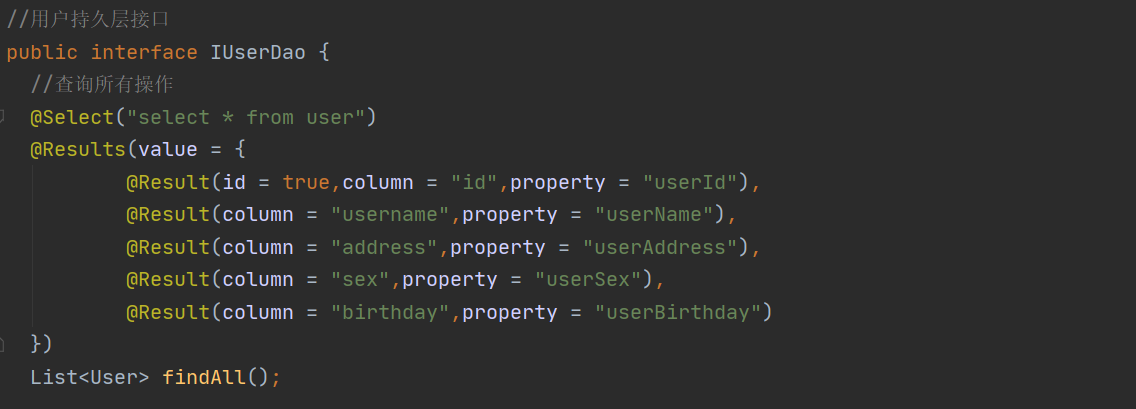 //用户持久层接口
public interface IUserDao {
//查询所有操作
@Select("select * from user")
@Results(value = {
@Result(id = true,column = "id",property = "userId"),
@Result(column = "username",property = "userName"),
@Result(column = "address",property = "userAddress"),
@Result(column = "sex",property = "userSex"),
@Result(column = "birthday",property = "userBirthday")
})
List<User> findAll();